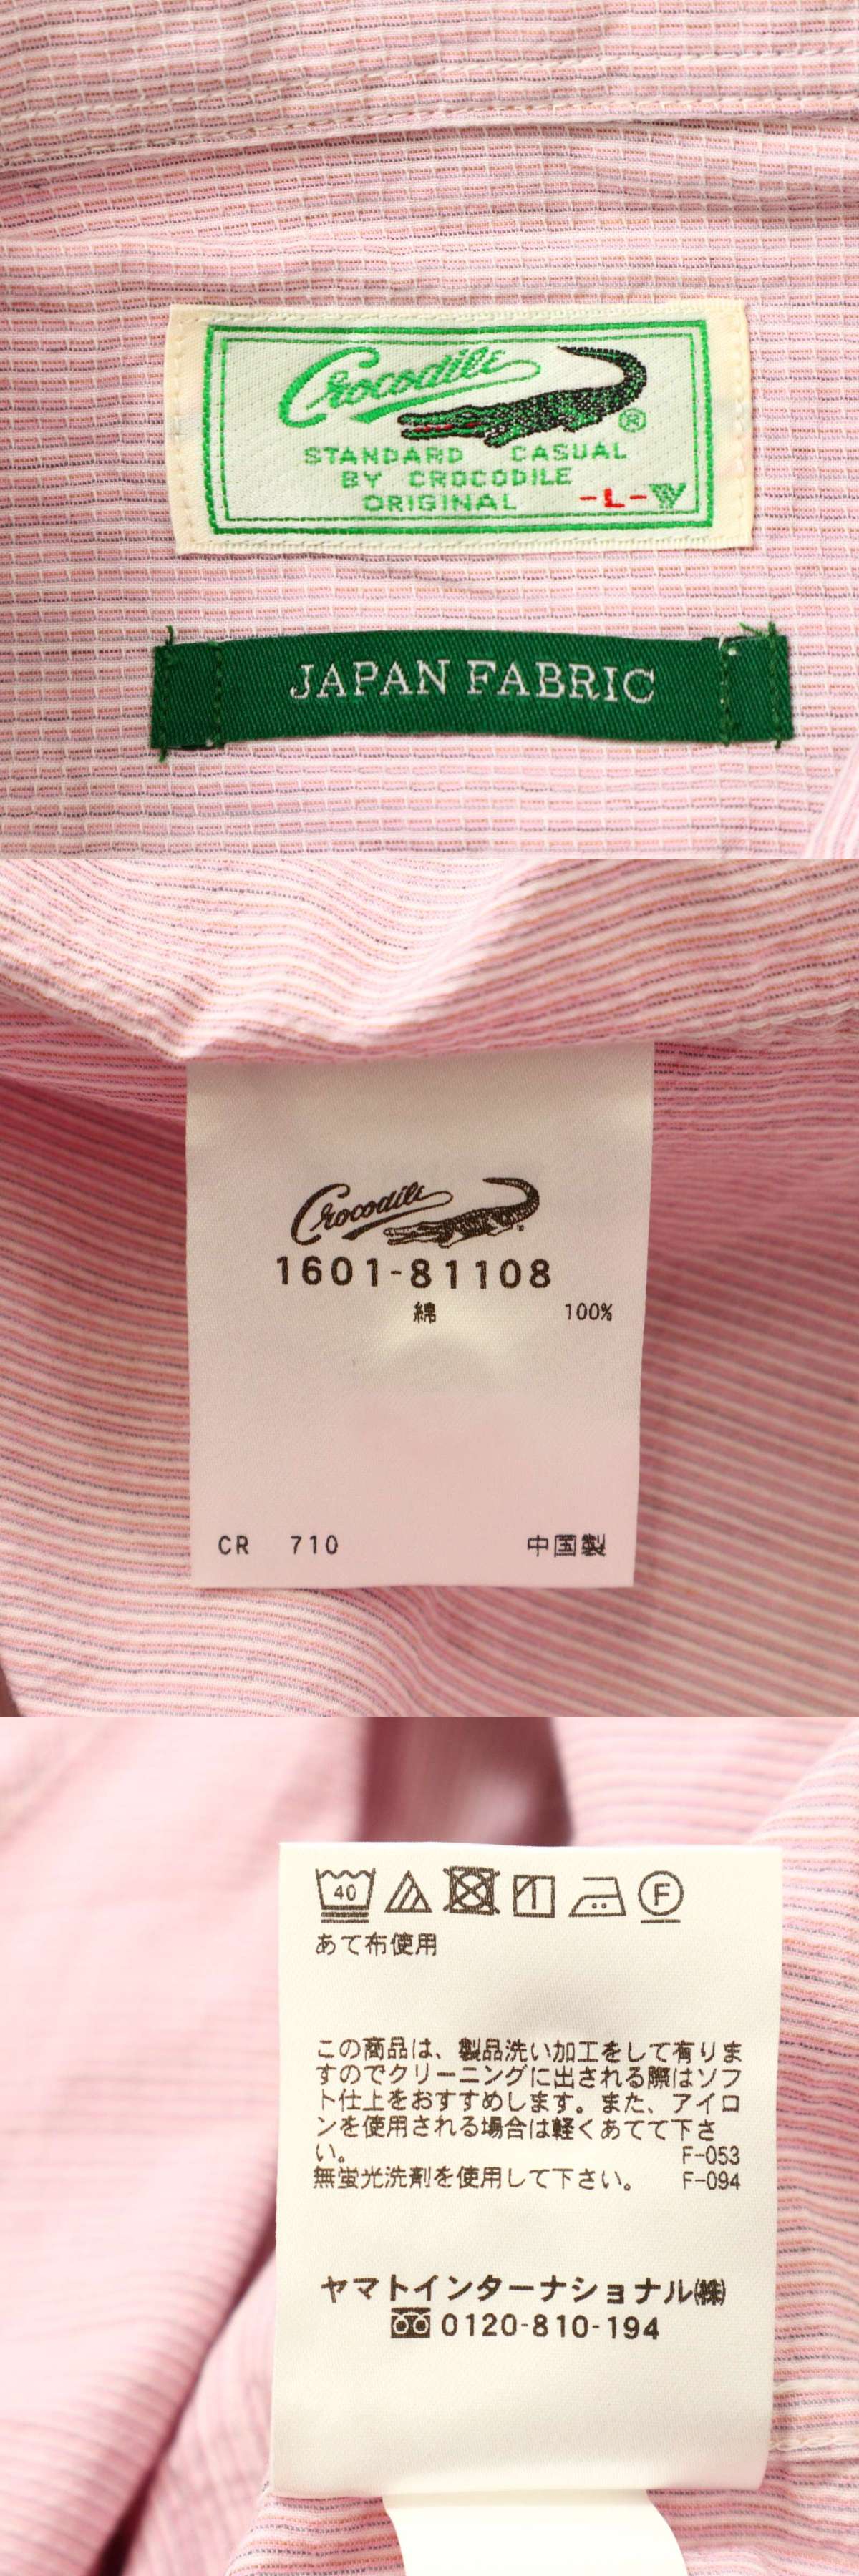 Crocodile
®
STANDARD CASUAL
BY CROCODILE
ORIGINAL -L-
JAPAN FABRIC
Crocodile
1601-81108
綿 100%
CR 710 中国製
40 F
あて布使用
この商品は、製品洗い加工をして有りま
すのでクリーニングに出される際はソフ
ト仕上をおすすめします。また、アイロ
ンを使用される場合は軽くあてて下さ
い。 F-053
無蛍光洗剤を使用して下さい。 F-094
ヤマトインターナショナル㈱
0120-810-194